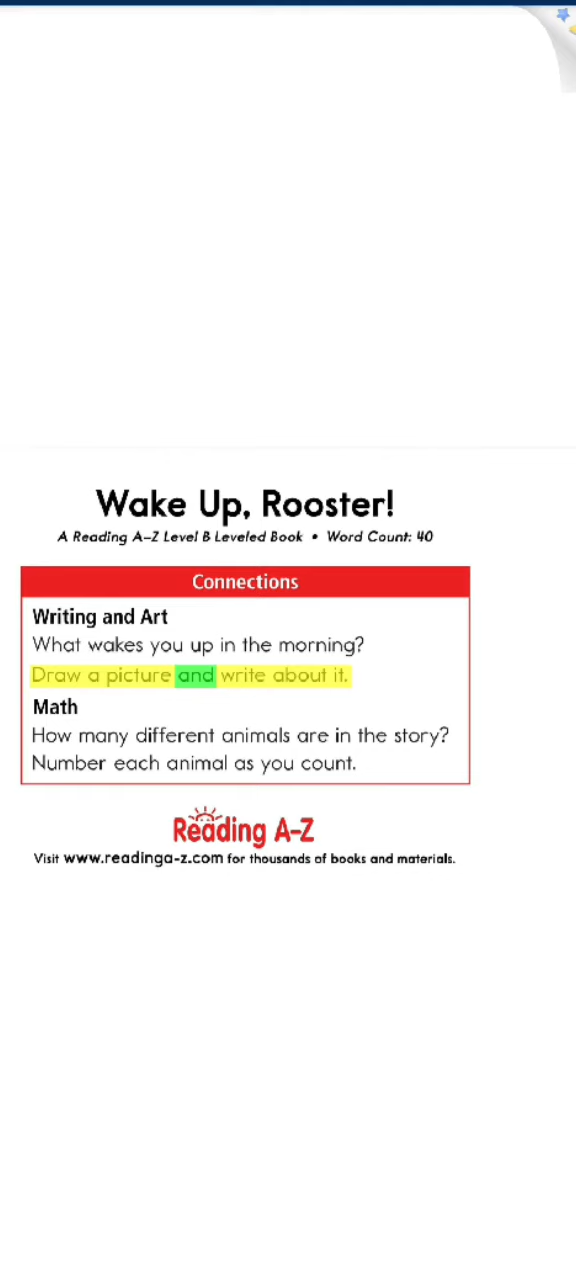 Wake Up, Rooster!
A Reading A–Z Level B Leveled Book • Word Count: 40
Connections
Writing and Art
What wakes you up in the morning?
Draw a picture and write about it.
Math
How many different animals are in the story?
Number each animal as you count.
Reading A-Z
Visit www.readinga-z.com for thousands of books and materials.